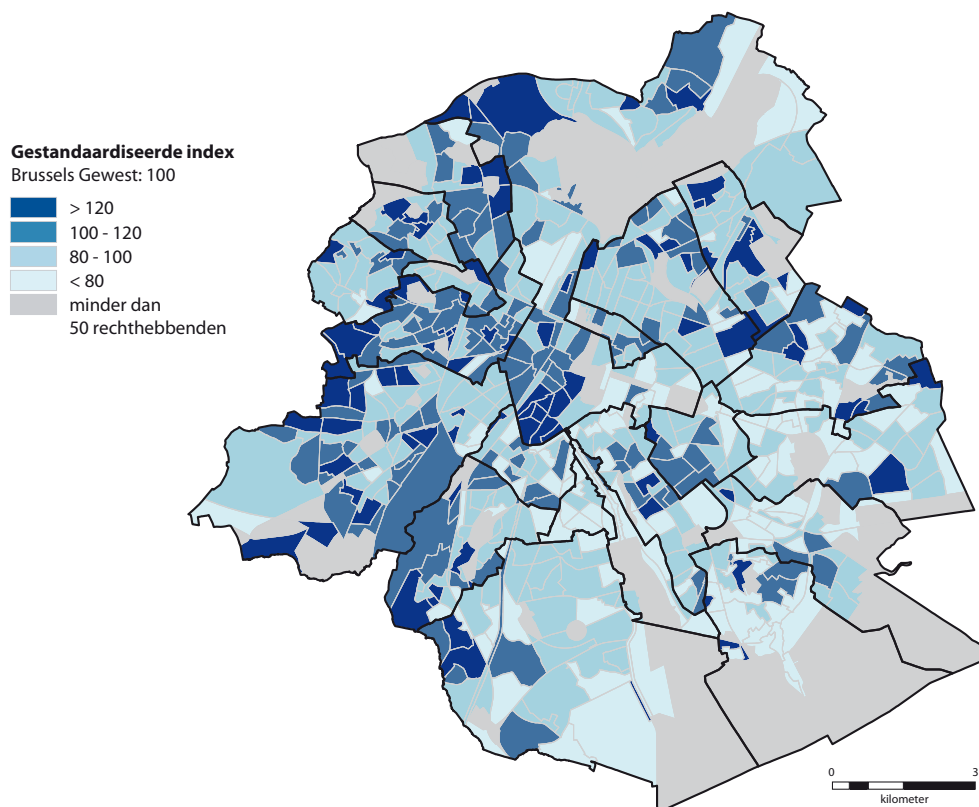 Gestandaardiseerde index
Brussels Gewest: 100
> 120
100 - 120
80 - 100
< 80
minder dan
50 rechthebbenden
0 3
kilometer